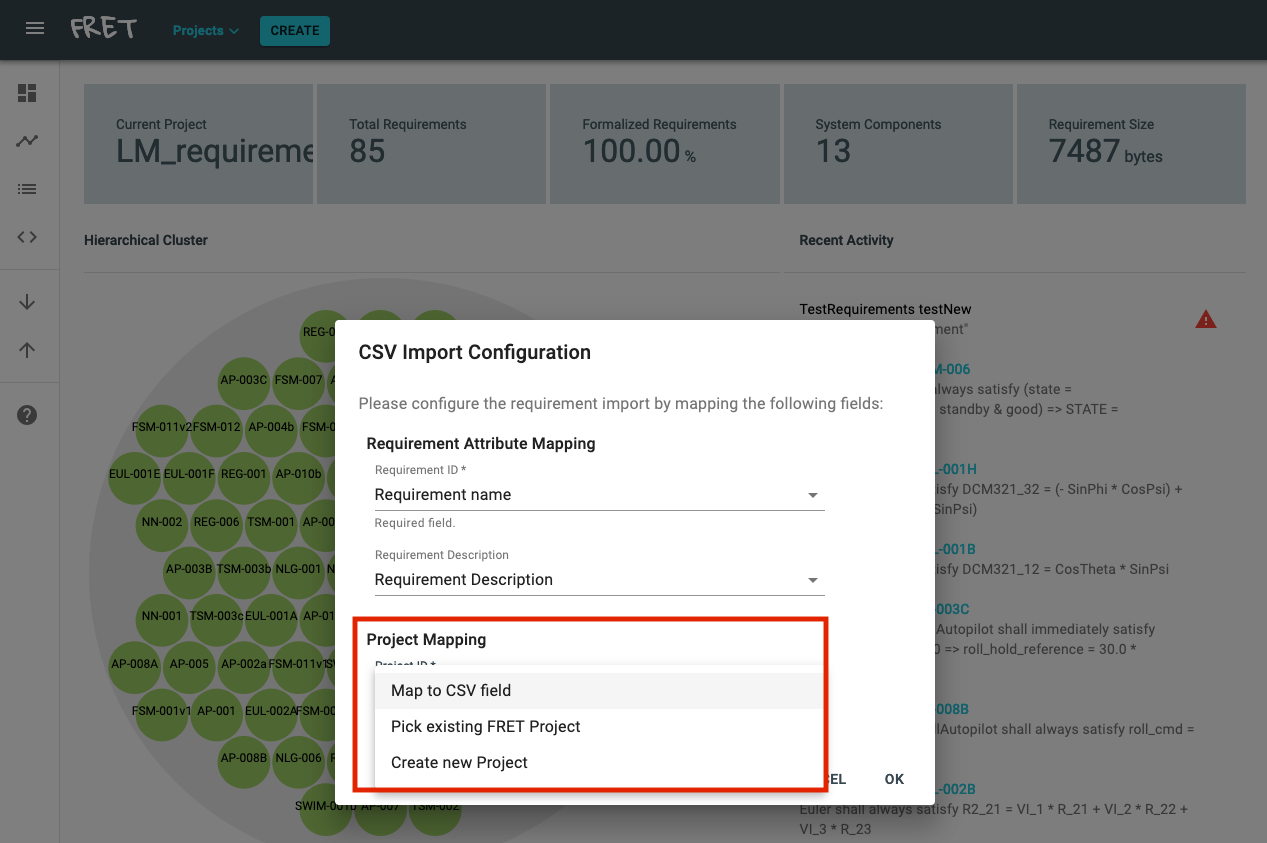 FRET
Projects
CREATE
Current Project
LM_requireme
Total Requirements
85
Formalized Requirements
100.00 %
System Components
13
Requirement Size
7487 bytes
Hierarchical Cluster
Recent Activity
REG-0
AP-003C FSM-007
FSM-011v2 FSM-012 AP-004b FSM-0
EUL-001E EUL-001F REG-001 AP-010b
NN-002 REG-006 TSM-001 AP-00
AP-003B TSM-003b NLG-001
NN-001 TSM-003c EUL-001A AP-01
AP-008A AP-005 AP-002a FSM-011v1
FSM-001v1 AP-001 EUL-002A FSM-00
AP-008B NLG-006
SWIM-001b AP-007 TSM-002
CSV Import Configuration
Please configure the requirement import by mapping the following fields:
Requirement Attribute Mapping
Requirement ID *
Requirement name
Required field.
Requirement Description
Requirement Description
Project Mapping
Project ID *
Map to CSV field
Pick existing FRET Project
Create new Project
CEL
OK
TestRequirements testNew
ment"
M-006
always satisfy (state =
standby & good) => STATE =
L-001H
isfy DCM321_32 = (- SinPhi * CosPsi) +
SinPsi)
L-001B
isfy DCM321_12 = CosTheta * SinPsi
-003C
Autopilot shall immediately satisfy
0 => roll_hold_reference = 30.0 *
-008B
llAutopilot shall always satisfy roll_cmd =
L-002B
Euler shall always satisfy R2_21 = VI_1 * R_21 + VI_2 * R_22 +
VI_3 * R_23